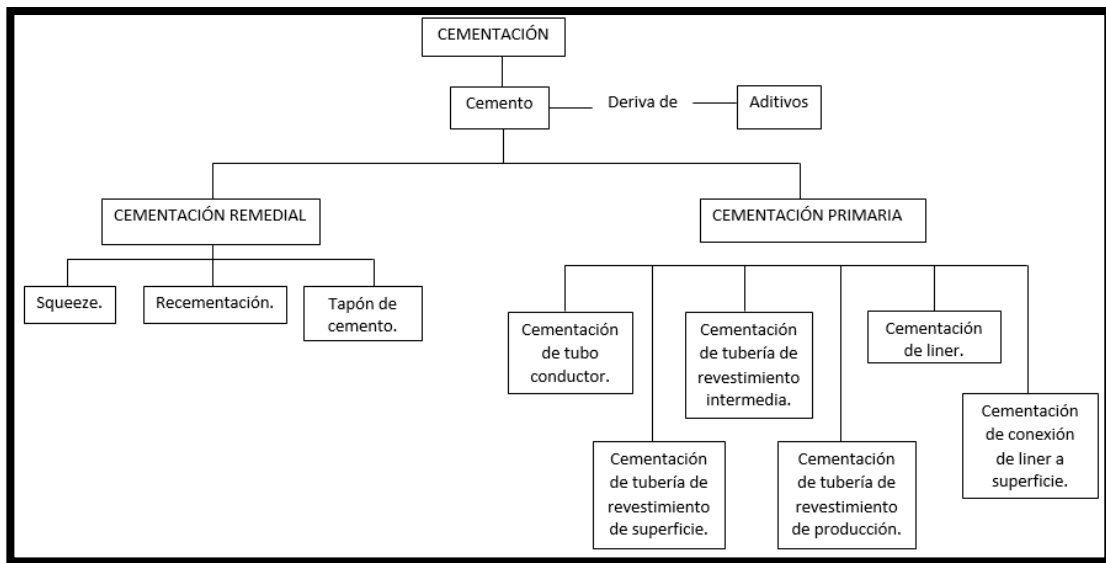 CEMENTACIÓN
Cemento
Deriva de
Aditivos
CEMENTACIÓN REMEDIAL
CEMENTACIÓN PRIMARIA
Squeeze.
Recementación.
Tapón de
cemento.
Cementación
de tubo
conductor.
Cementación
de tubería de
revestimiento
de superficie.
Cementación
de tubería de
revestimiento
intermedia.
Cementación
de tubería de
revestimiento
de producción.
Cementación
de liner.
Cementación
de conexión
de liner a
superficie.